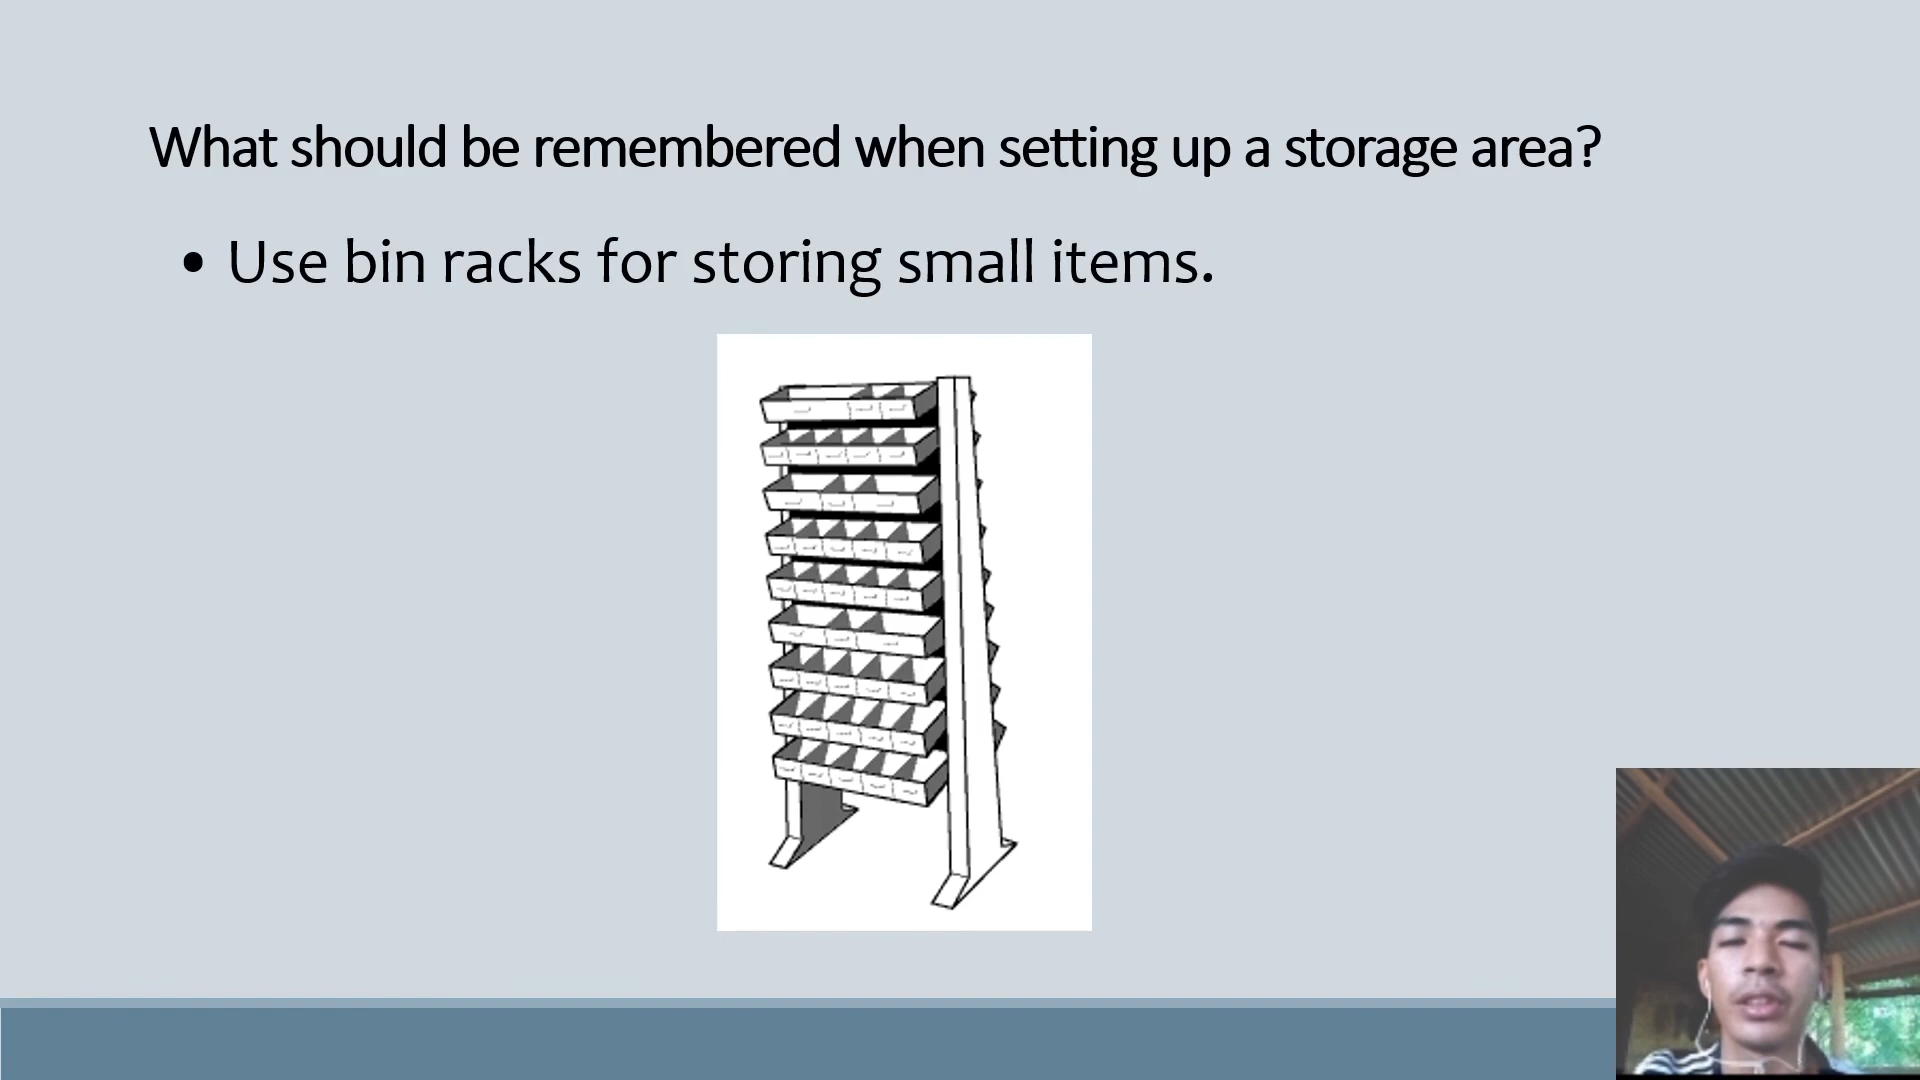 What should be remembered when setting up a storage area?
• Use bin racks for storing small items.